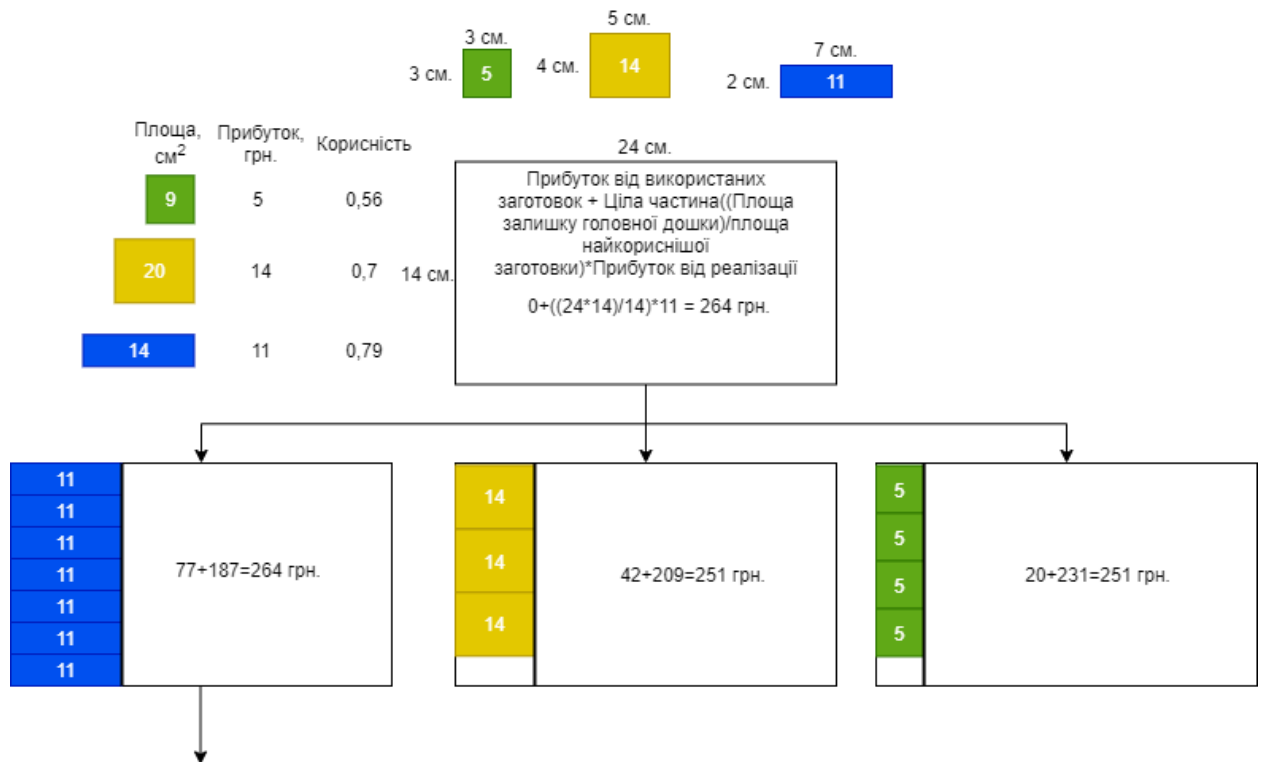 5 см.
3 см.
7 см.
3 см.
5
4 см.
14
2 см.
11
Площа,
см2
Прибуток,
грн.
Корисність
24 см.
9
5
0,56
20
14
0,7
14
11
0,79
14 см.
Прибуток від використаних
заготовок + Ціла частина((Площа
залишку головної дошки)/площа
найкориснішої
заготовки)*Прибуток від реалізації
0+((24*14)/14)*11 = 264 грн.
11
11
11
11
11
11
11
77+187=264 грн.
14
14
14
42+209=251 грн.
5
5
5
5
20+231=251 грн.